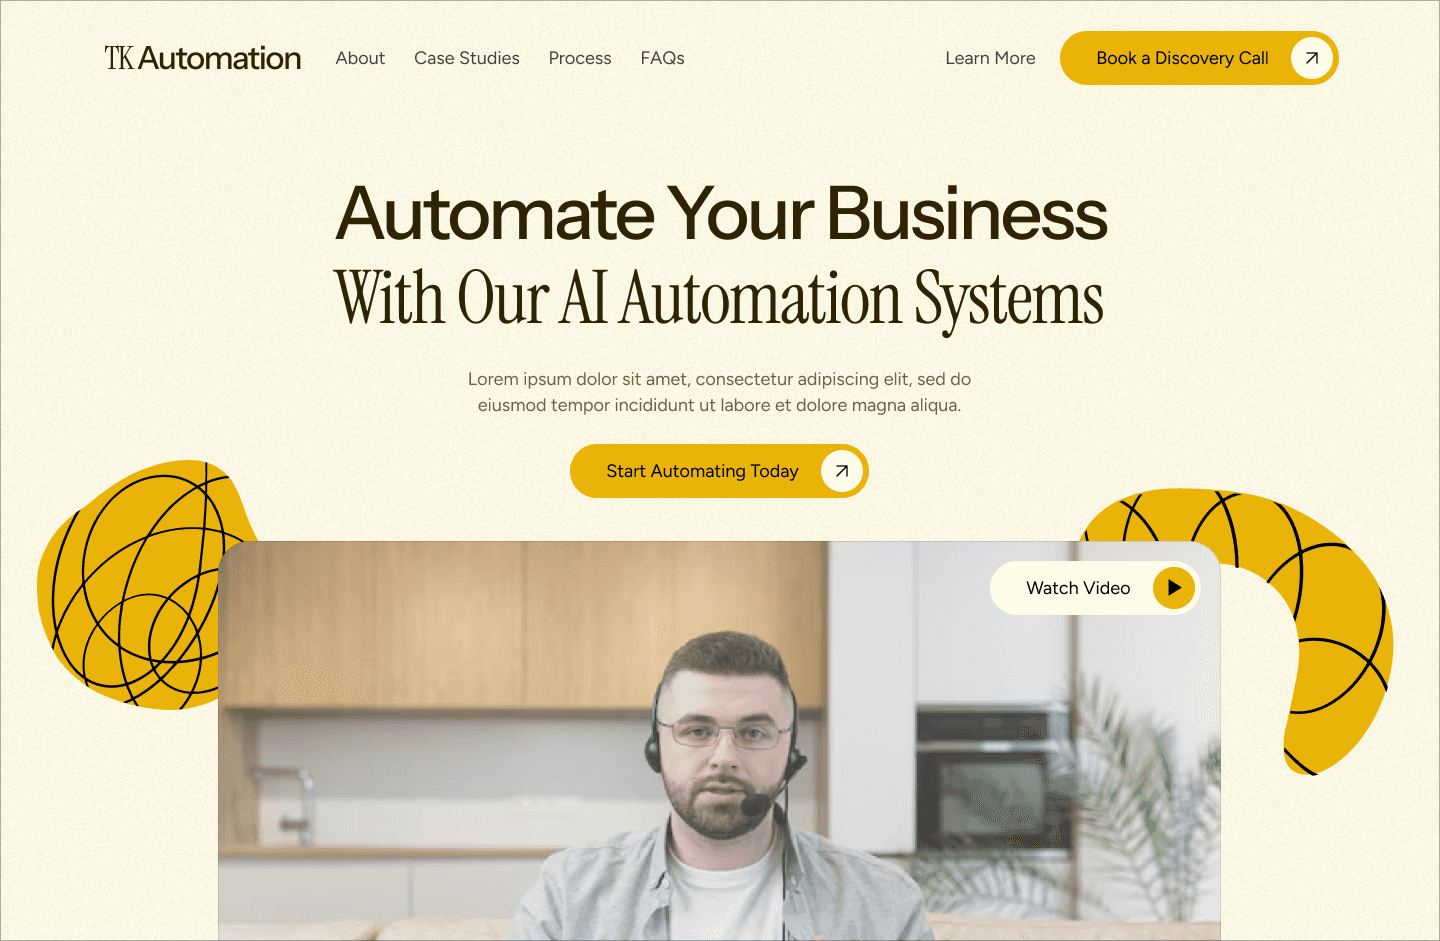 TK Automation
About
Case Studies
Process
FAQs
Learn More
Book a Discovery Call
Automate Your Business
With Our AI Automation Systems
Lorem ipsum dolor sit amet, consectetur adipiscing elit, sed do
eiusmod tempor incididunt ut labore et dolore magna aliqua.
Start Automating Today
Watch Video